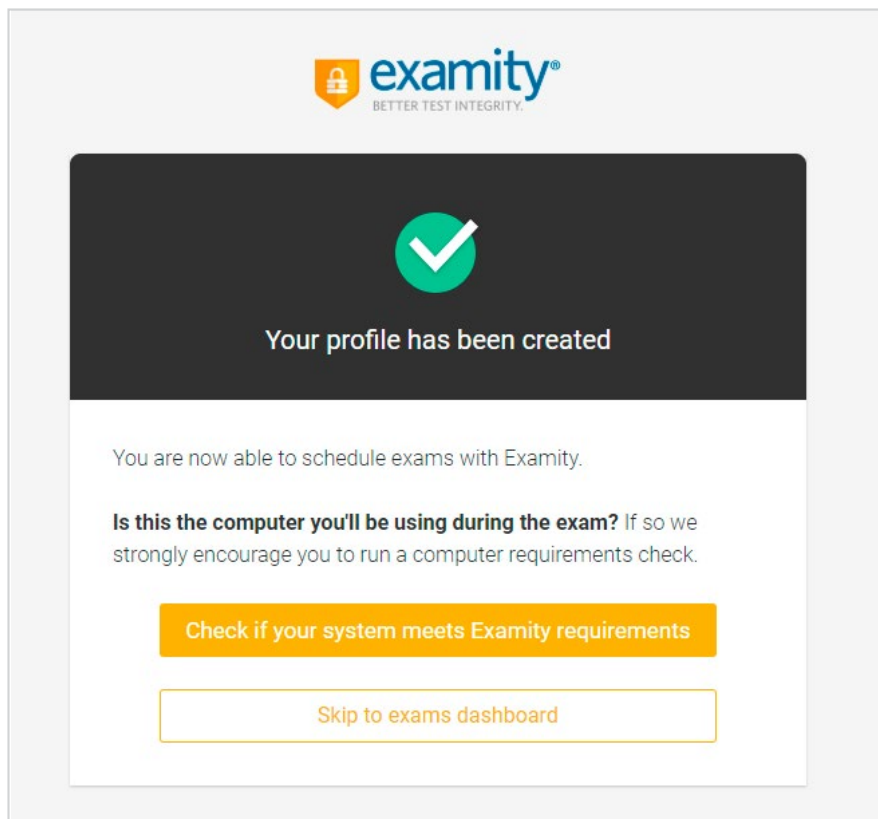 examity®
BETTER TEST INTEGRITY.
Your profile has been created
You are now able to schedule exams with Examity.
Is this the computer you'll be using during the exam? If so we
strongly encourage you to run a computer requirements check.
Check if your system meets Examity requirements
Skip to exams dashboard